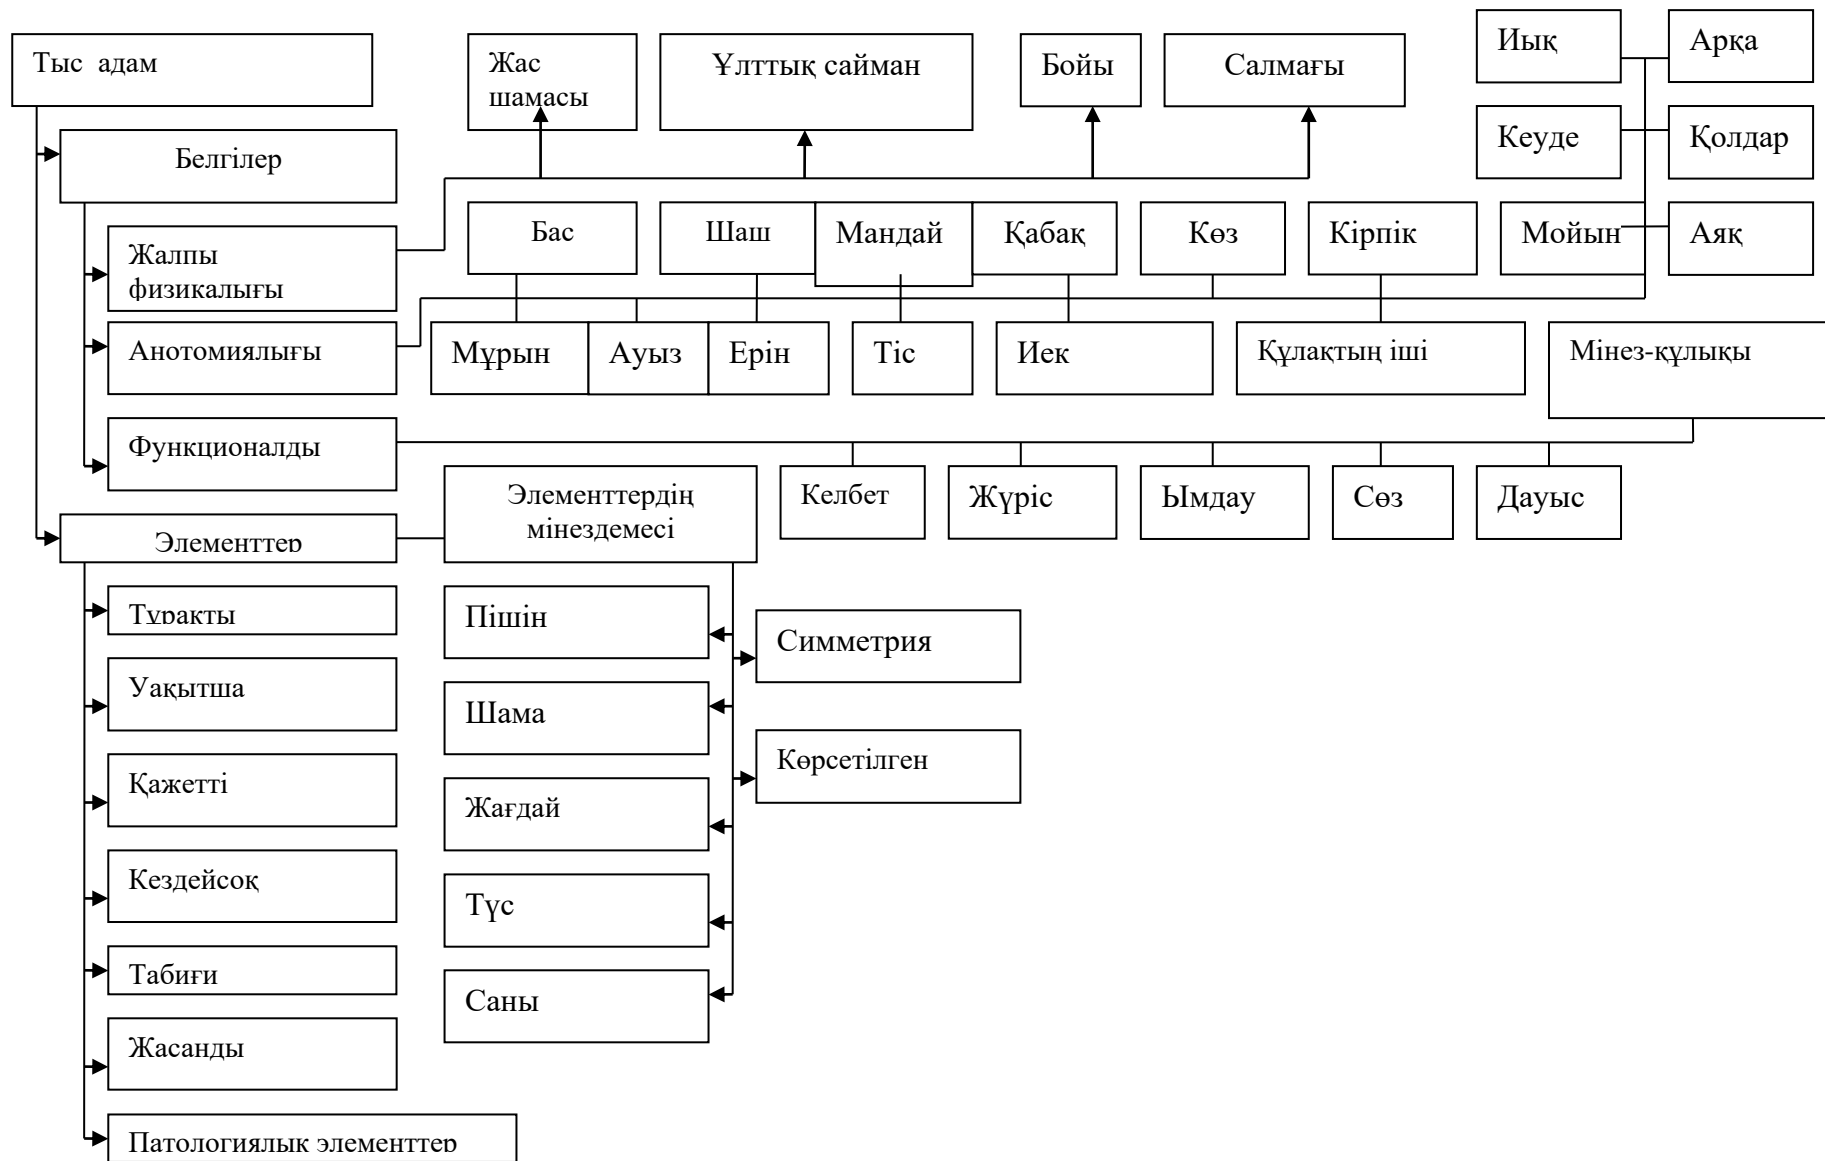 Тыс адам
Жас
шамасы
Ұлттық сайман
Бойы
Салмағы
Иық
Арқа
Кеуде
Қолдар
Белгілер
Жалпы
физикалығы
Бас
Шаш
Мандай
Қабақ
Көз
Кірпік
Мойын
Аяқ
Анотомиялығы
Мұрын
Ауыз
Ерін
Тіс
Иек
Құлақтың іші
Мінез-құлықы
Функционалды
Келбет
Жүріс
Ымдау
Сөз
Дауыс
Элементтер
Элементтердің
мінездемесі
Тұрақты
Уақытша
Қажетті
Кездейсоқ
Табиғи
Жасанды
Патологиялық элементтер
Пішін
Шама
Жағдай
Түс
Саны
Симметрия
Көрсетілген